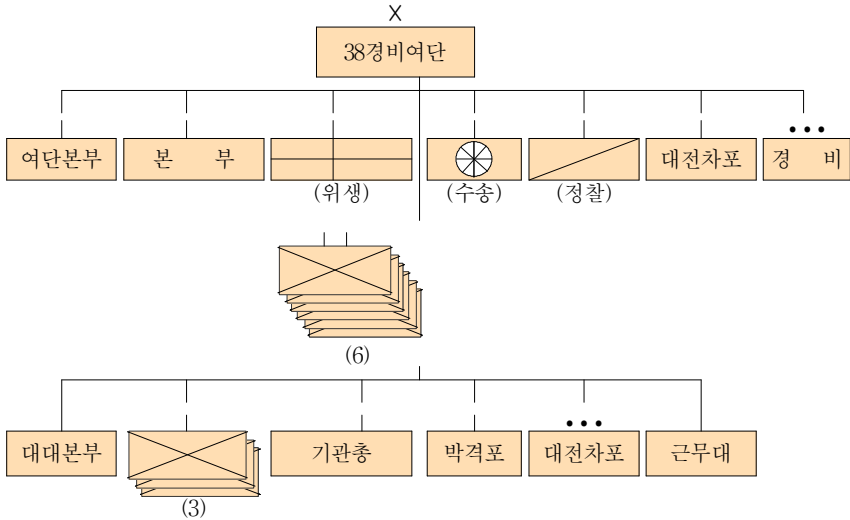 X
38경비여단
여단본부
본 부
(위생)
(수송)
(정찰)
대전차포
경 비
(6)
대대본부
(3)
기관총
박격포
대전차포
근무대